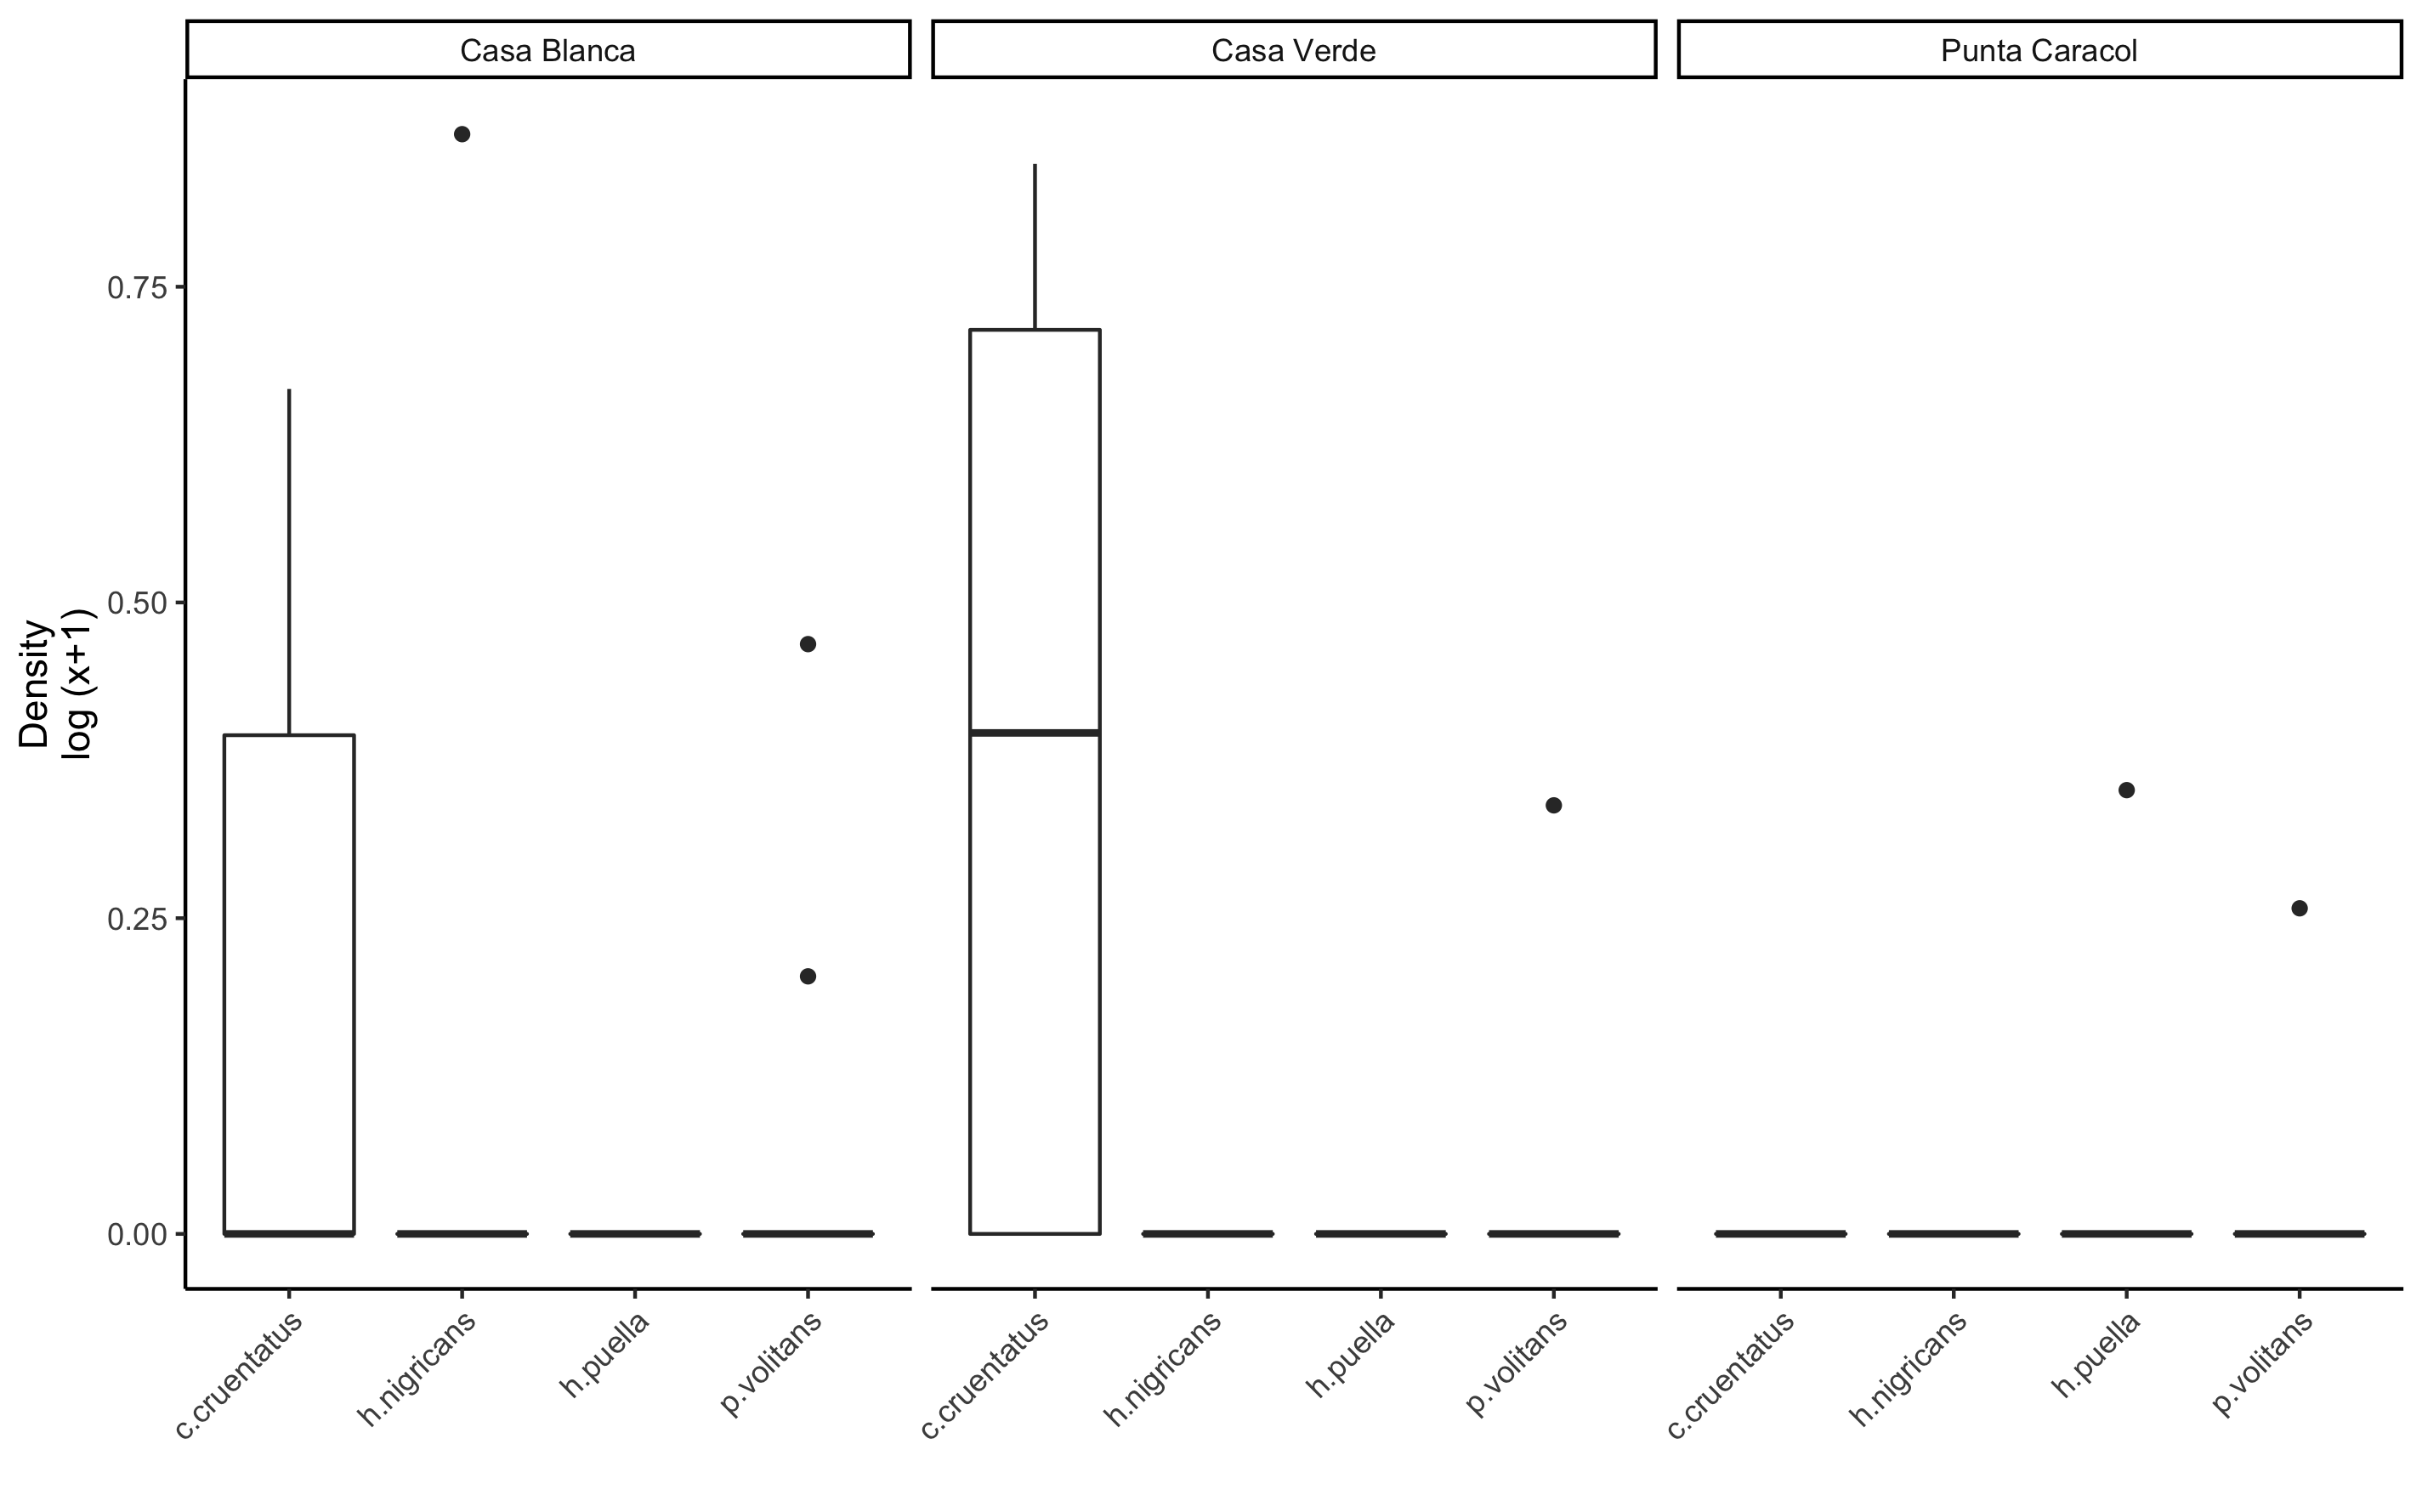 Casa Blanca
Casa Verde
Punta Caracol
Density
log (x+1)
0.75
0.50
0.25
0.00
c.cruentatus
h.nigricans
h.puella
p.volitans
c.cruentatus
h.nigricans
h.puella
p.volitans
c.cruentatus
h.nigricans
h.puella
p.volitans